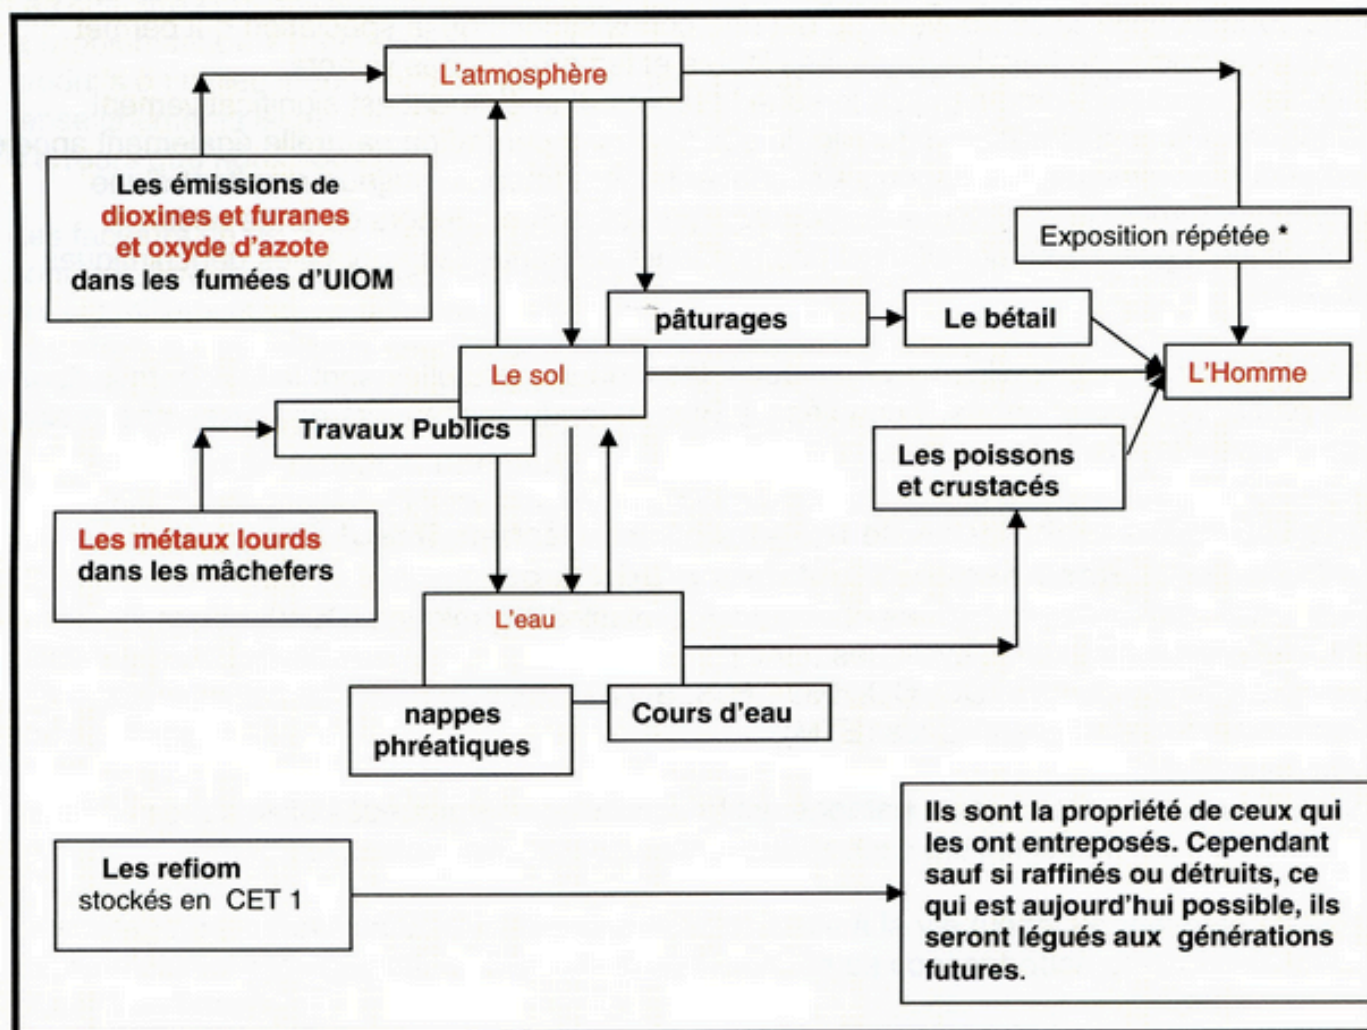 L'atmosphère
Les émissions de
dioxines et furanes
et oxyde d'azote
dans les fumées d'UIOM
Exposition répétée *
pâturages
Le bétail
Le sol
L'Homme
Travaux Publics
Les poissons
et crustacés
Les métaux lourds
dans les mâchefers
L'eau
nappes
phréatiques
Cours d'eau
Les refiom
stockés en CET 1
Ils sont la propriété de ceux qui
les ont entreposés. Cependant
sauf si raffinés ou détruits, ce
qui est aujourd'hui possible, ils
seront légués aux générations
futures.